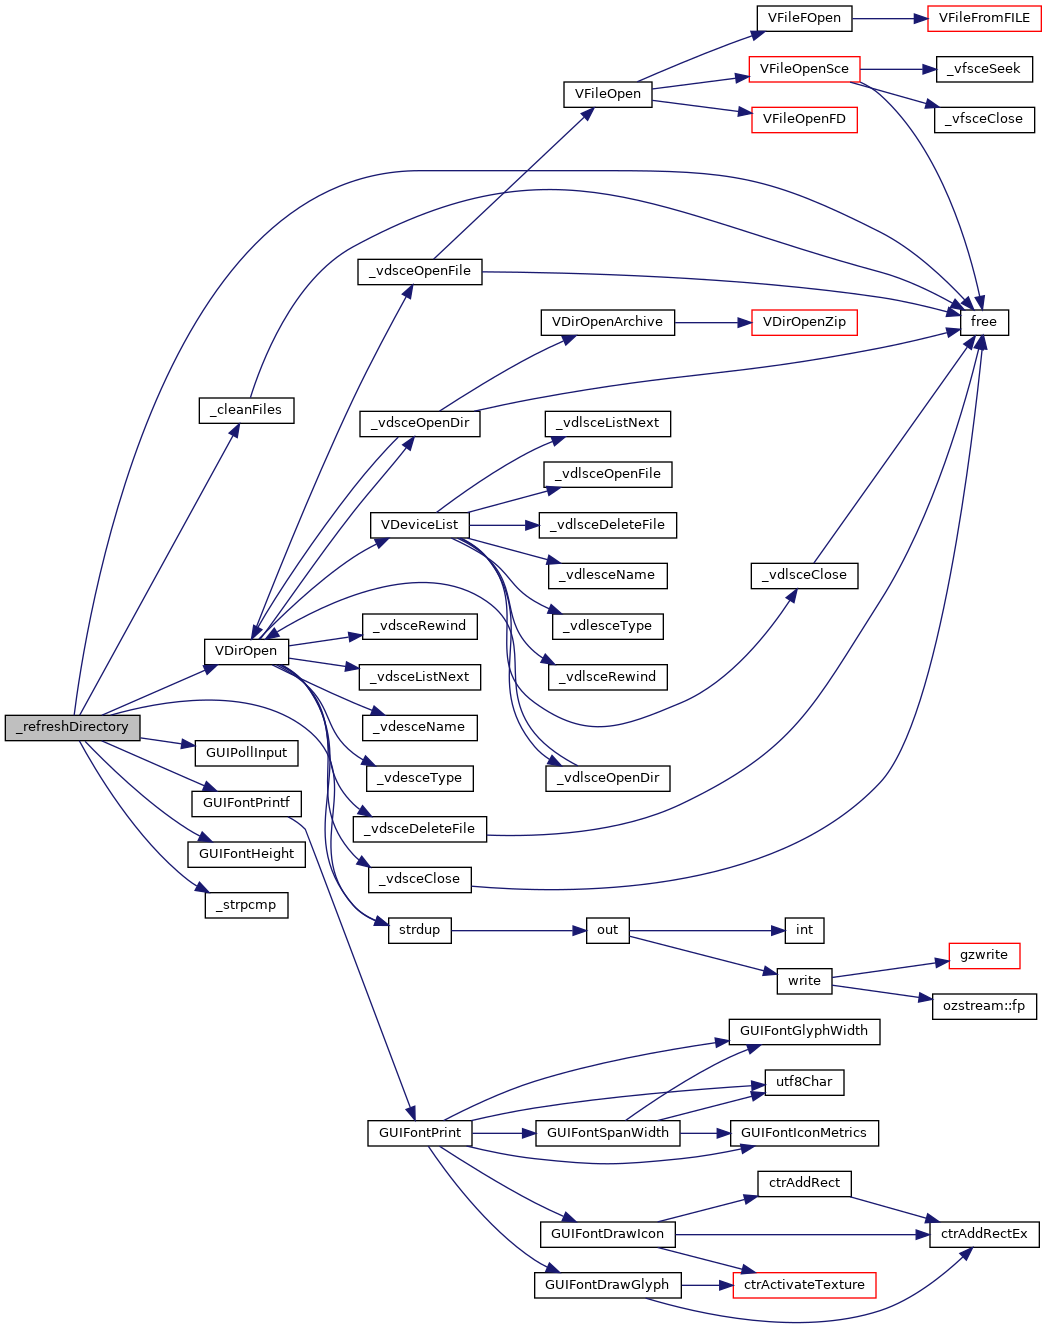 VFileFOpen
VFileFromFILE
VFileOpenSce
_vfsceSeek
VFileOpen
VFileOpenFD
_vfsceClose
_vdsceOpenFile
VDirOpenArchive
VDirOpenZip
free
_cleanFiles
_vdsceOpenDir
_vdlsceListNext
_vdlsceOpenFile
VDeviceList
_vdlsceDeleteFile
_vdlesceName
_vdlsceClose
_vdsceRewind
_vdlesceType
VDirOpen
_vdsceListNext
_vdlsceRewind
_refreshDirectory
_vdesceName
GUIPollInput
_vdesceType
_vdlsceOpenDir
GUIFontPrintf
_vdsceDeleteFile
GUIFontHeight
_vdsceClose
_strpcmp
strdup
out
int
gzwrite
write
ozstream::fp
GUIFontGlyphWidth
utf8Char
GUIFontPrint
GUIFontSpanWidth
GUIFontIconMetrics
ctrAddRect
GUIFontDrawIcon
ctrAddRectEx
GUIFontDrawGlyph
ctrActivateTexture